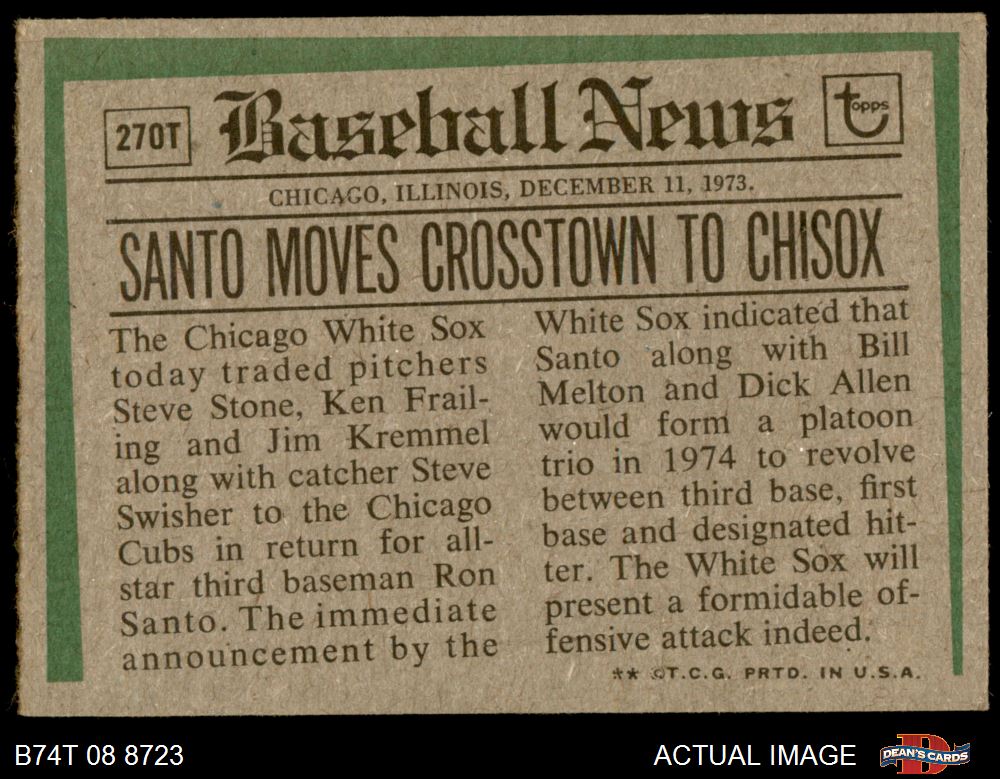 270T
Baseball News
topps
CHICAGO, ILLINOIS, DECEMBER 11, 1973.
SANTO MOVES CROSSTOWN TO CHISOX
The Chicago White Sox
today traded pitchers
Steve Stone, Ken Frail-
ing and Jim Kremmel
along with catcher Steve
Swisher to the Chicago
Cubs in return for all-
star third baseman Ron
Santo. The immediate
announcement by the
White Sox indicated that
Santo along with Bill
Melton and Dick Allen
would form a platoon
trio in 1974 to revolve
between third base, first
base and designated hit-
ter. The White Sox will
present a formidable of-
fensive attack indeed.
** ©T.C.G. PRTD. IN U.S.A.
B74T 08 8723
ACTUAL IMAGE
D
DEAN'S CARDS